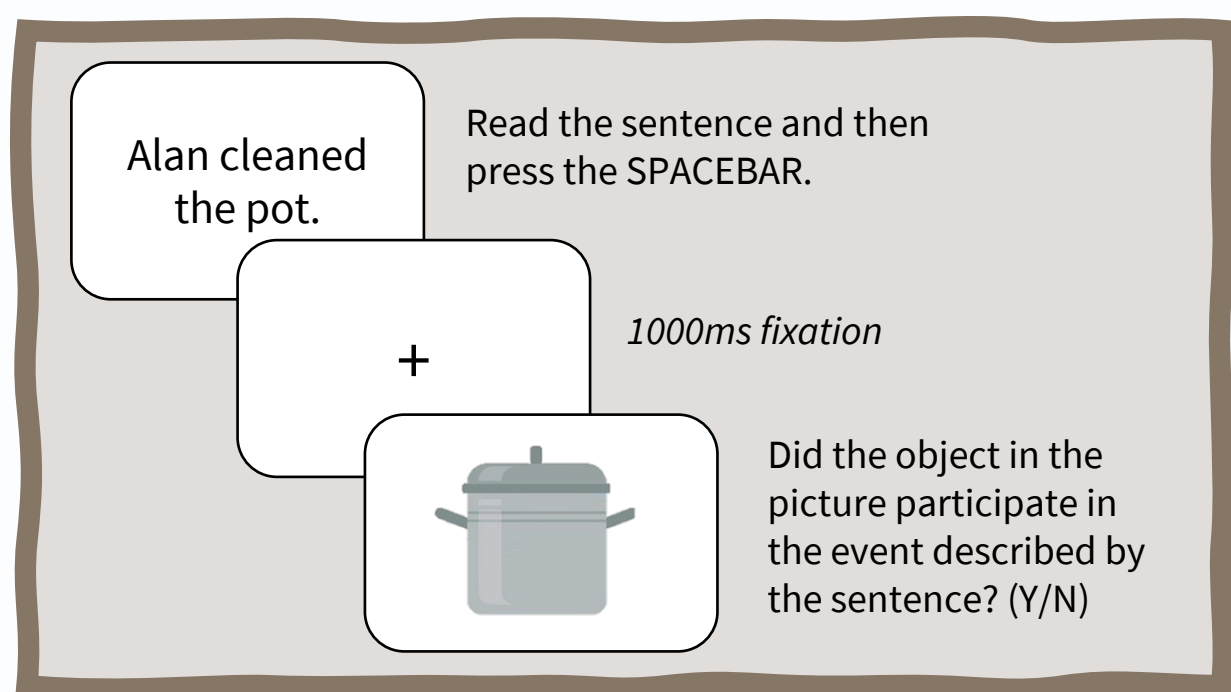 Alan cleaned
the pot.
Read the sentence and then
press the SPACEBAR.
+
1000ms fixation
Did the object in the
picture participate in
the event described by
the sentence? (Y/N)